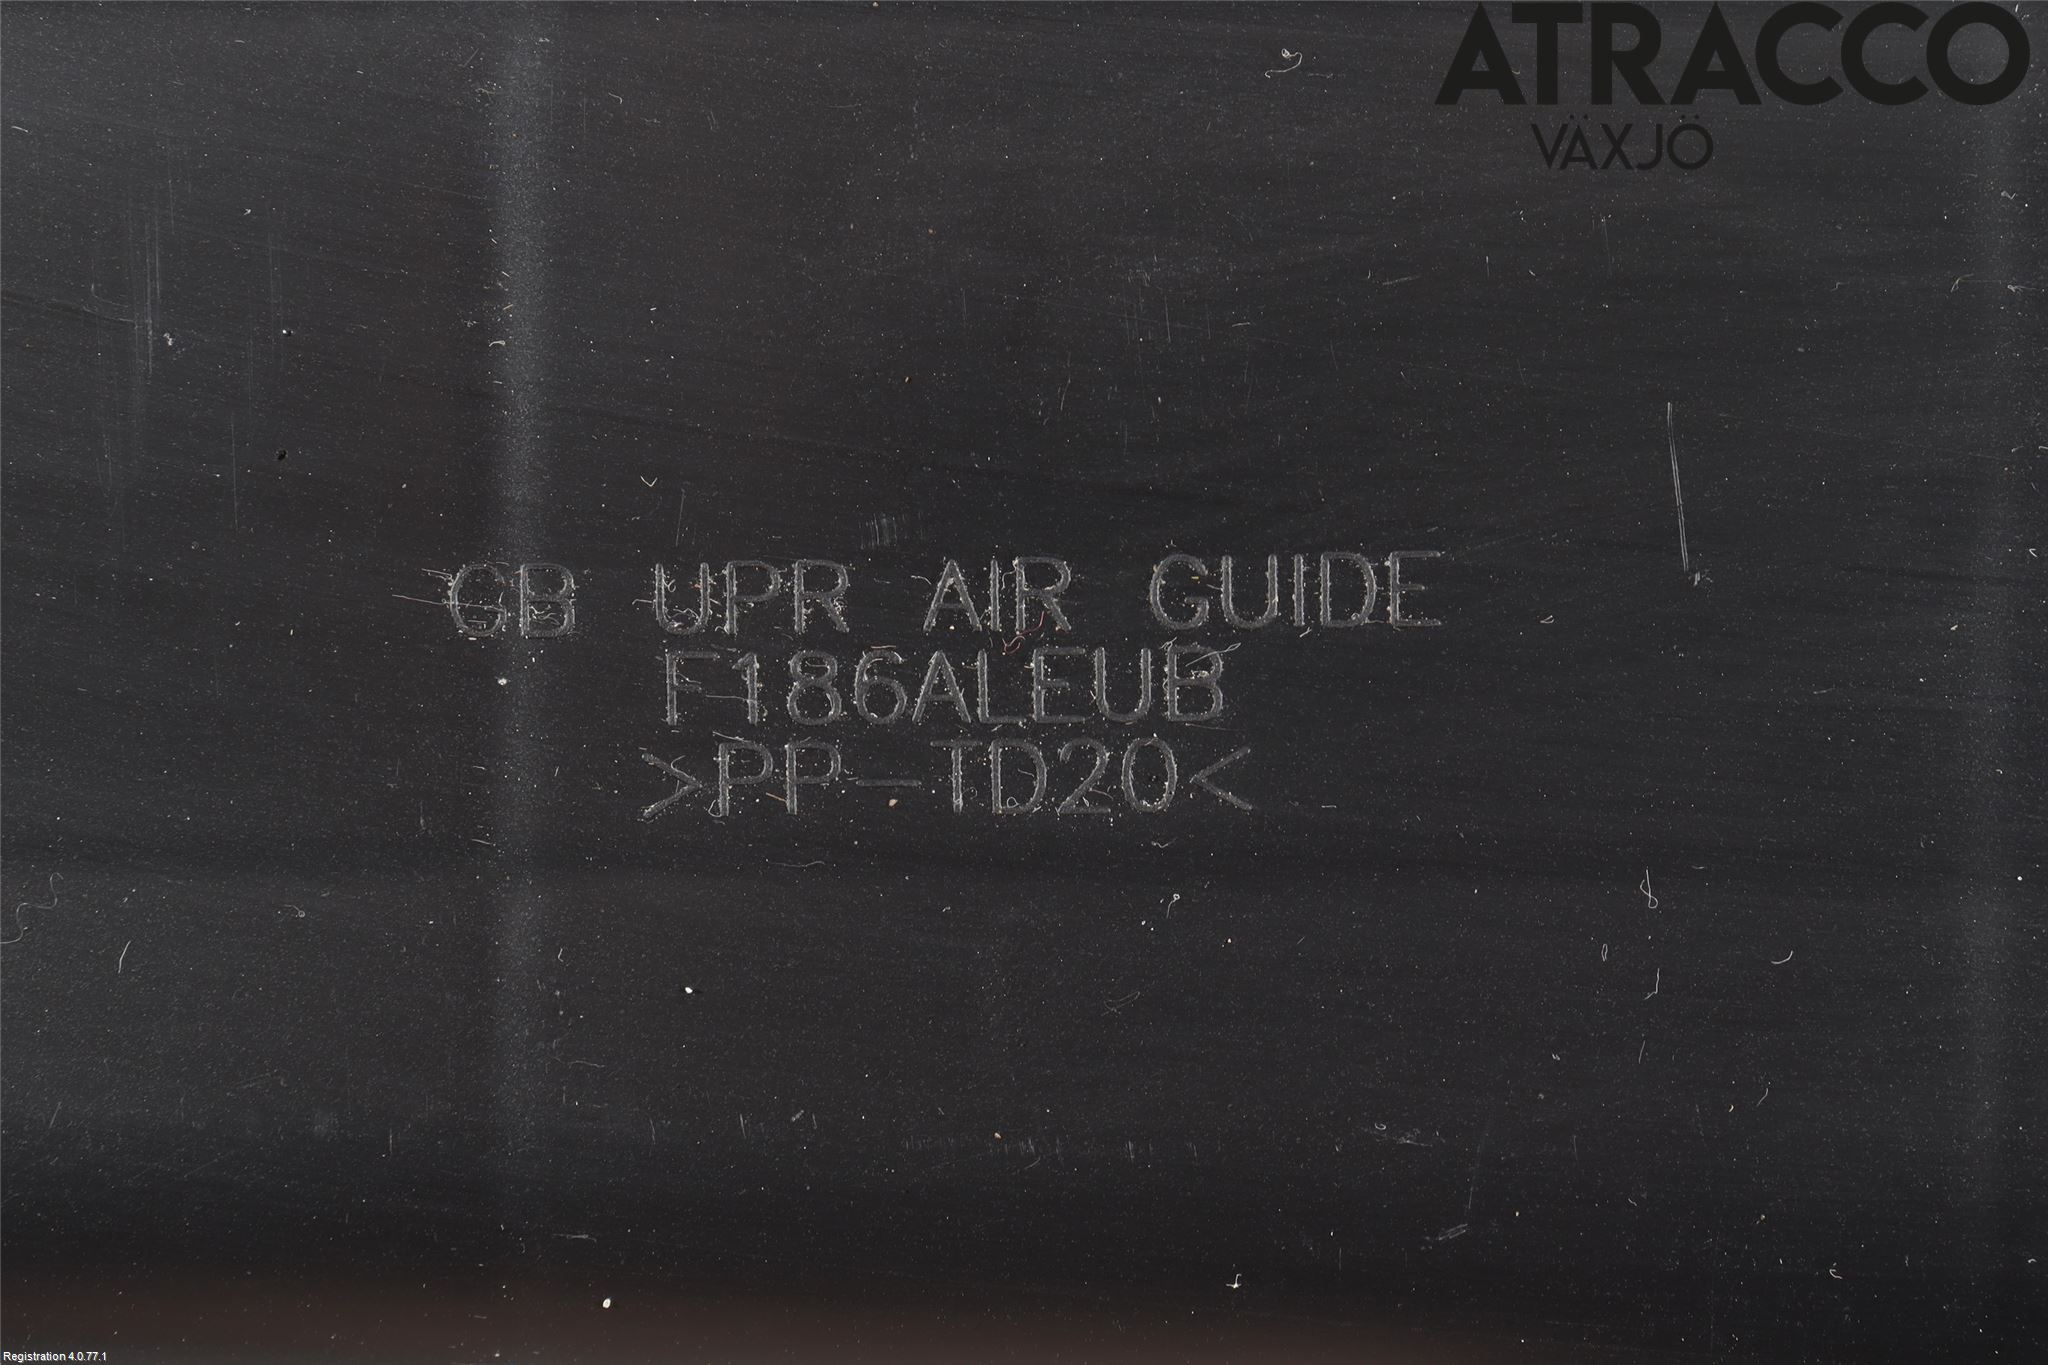 ATRACCO
VÄXJÖ
GB UPR AIR GUIDE
F186ALEUB
>PP-TD20<
Registration 4.0.77.1